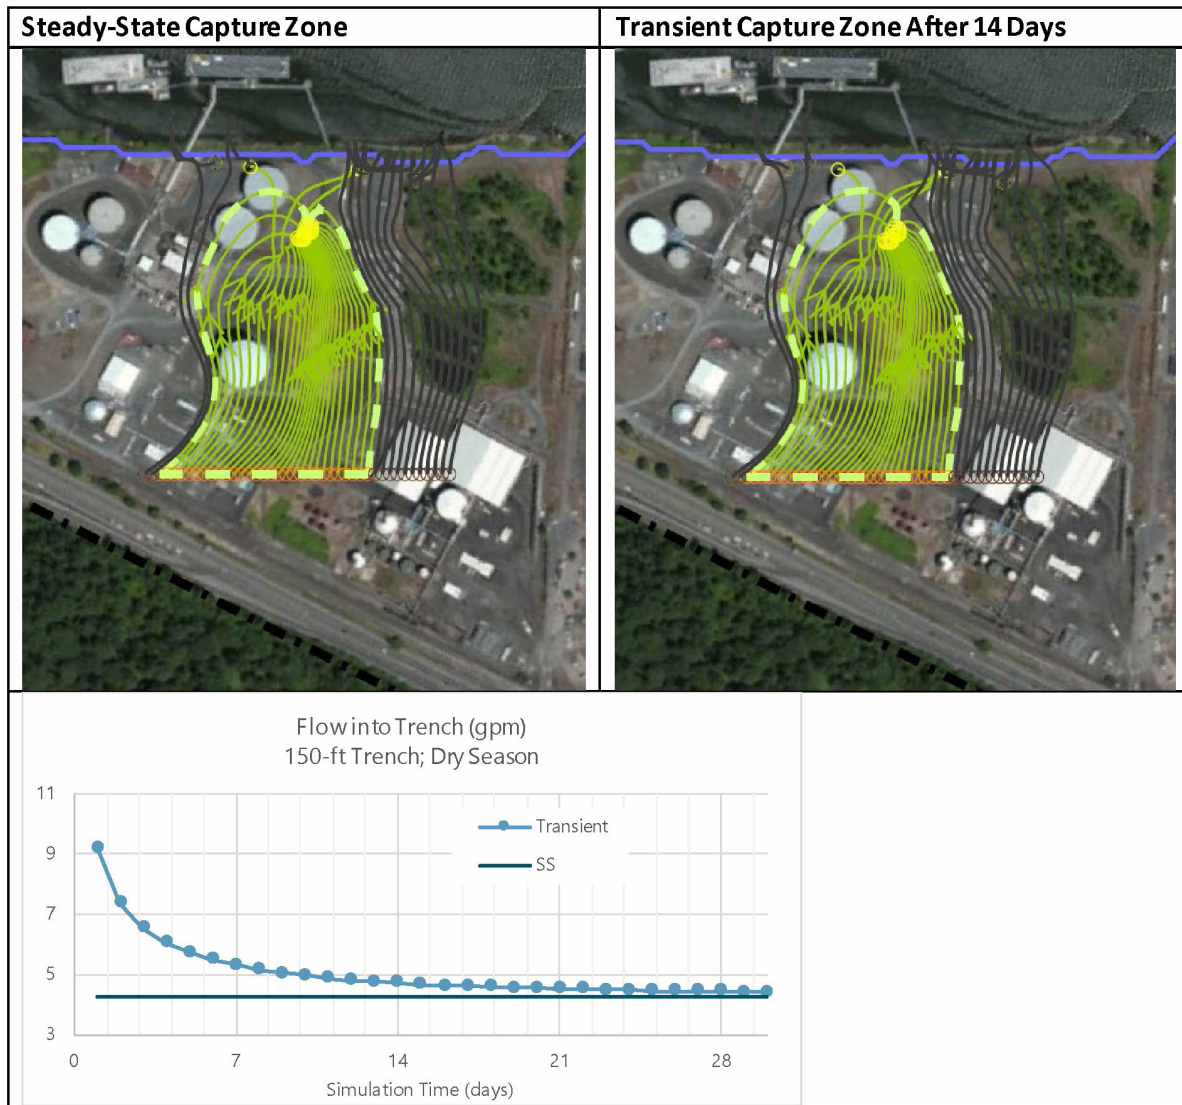 Steady-State Capture Zone
Transient Capture Zone After 14 Days
Flow into Trench (gpm)
150-ft Trench; Dry Season
11
9
7
5
3
Transient
SS
0 7 14 21 28
Simulation Time (days)